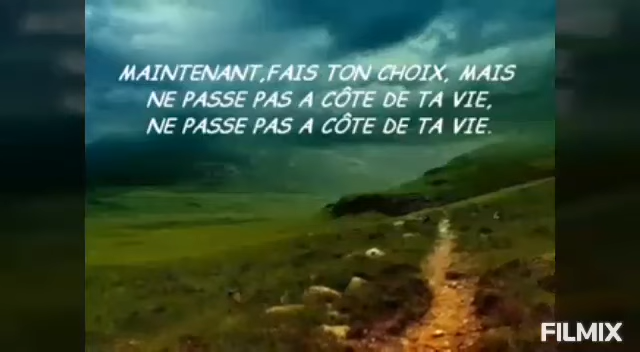 MAINTENANT,FAIS TON CHOIX, MAIS
NE PASSE PAS A CÔTE DE TA VIE,
NE PASSE PAS A CÔTE DE TA VIE.
FILMIX